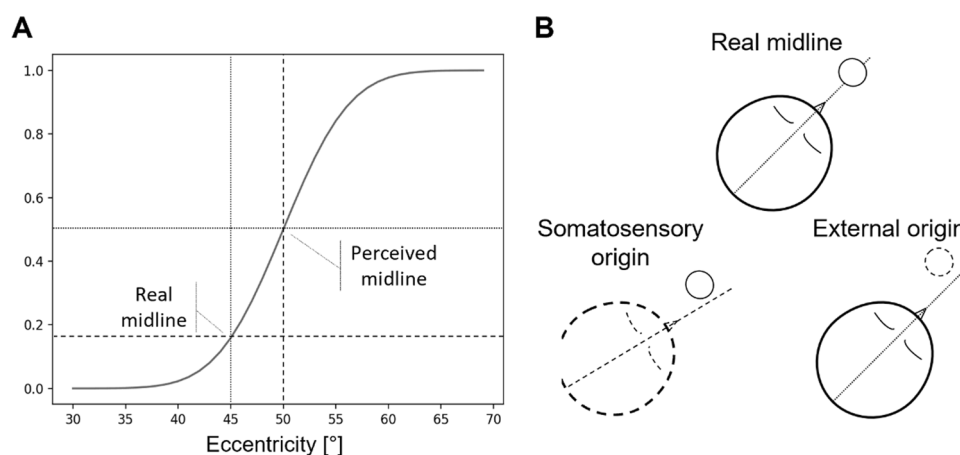 A
1.0
0.8
0.6
0.4
0.2
0.0
Real
midline
Perceived
midline
30 35 40 45 50 55 60 65 70
Eccentricity [°]
B
Real midline
Somatosensory
origin
External origin